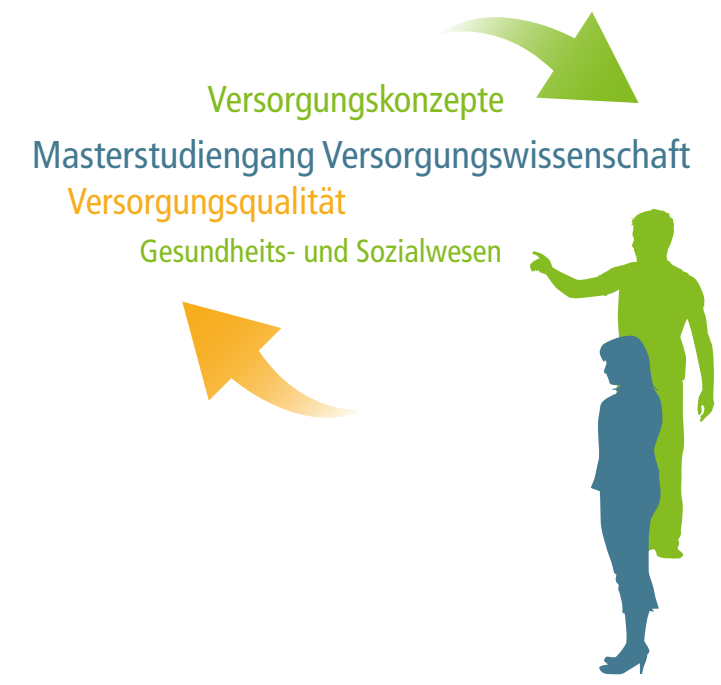 Versorgungskonzepte
Masterstudiengang Versorgungswissenschaft
Versorgungsqualität
Gesundheits- und Sozialwesen